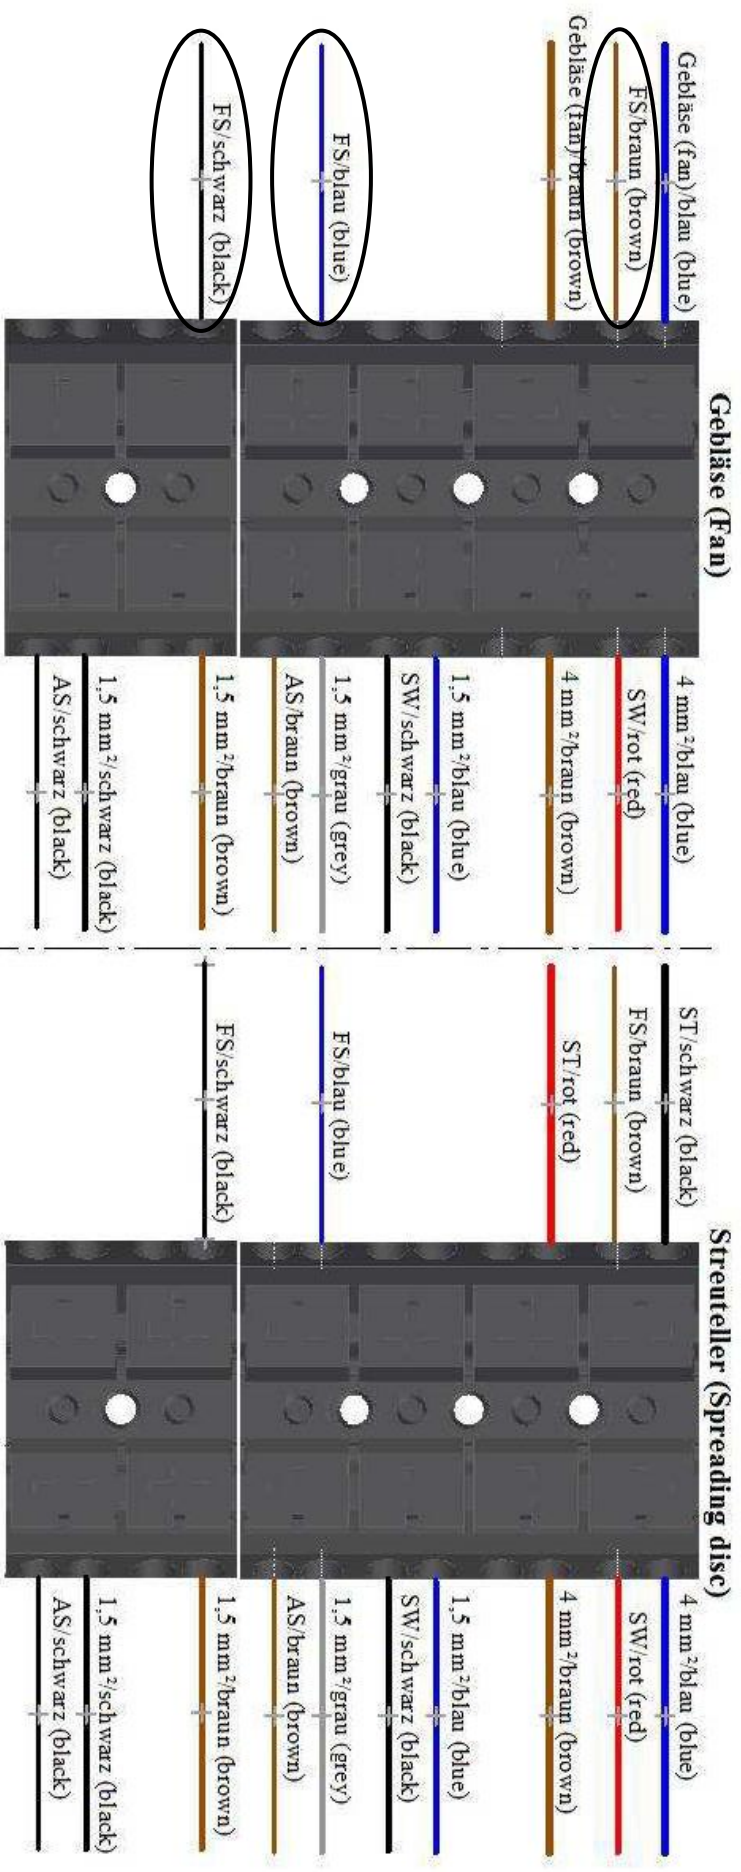 Gebläse (Fan)
Gebläse (fan)/blau (blue)
FS/braun (brown)
Gebläse (fan)/braun (brown)
FS/blau (blue)
FS/schwarz (black)
4 mm²/blau (blue)
SW/rot (red)
4 mm²/braun (brown)
1,5 mm²/blau (blue)
SW/schwarz (black)
1,5 mm²/grau (grey)
AS/braun (brown)
1,5 mm²/braun (brown)
1,5 mm²/schwarz (black)
AS/schwarz (black)
Streuteller (Spreading disc)
ST/schwarz (black)
FS/braun (brown)
ST/rot (red)
FS/blau (blue)
FS/schwarz (black)
4 mm²/blau (blue)
SW/rot (red)
4 mm²/braun (brown)
1,5 mm²/blau (blue)
SW/schwarz (black)
1,5 mm²/grau (grey)
AS/braun (brown)
1,5 mm²/braun (brown)
1,5 mm²/schwarz (black)
AS/schwarz (black)